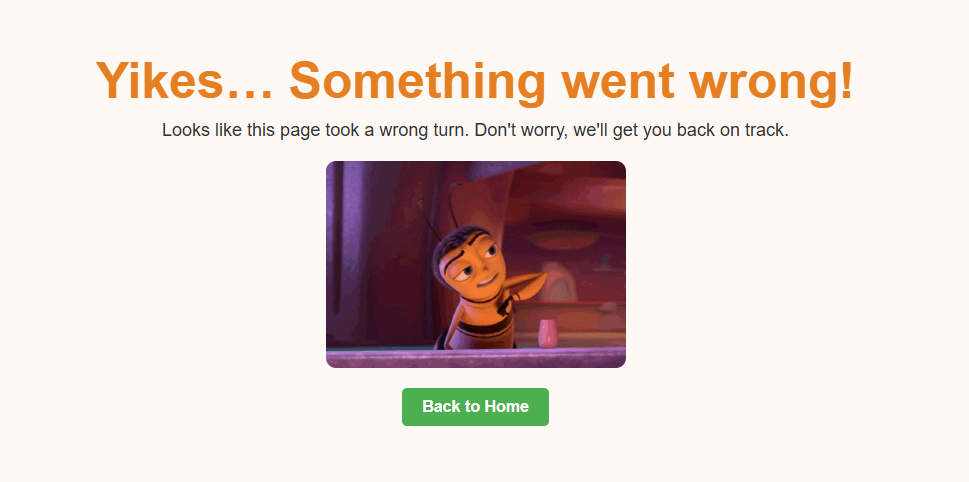 Yikes… Something went wrong!
Looks like this page took a wrong turn. Don't worry, we'll get you back on track.
Back to Home